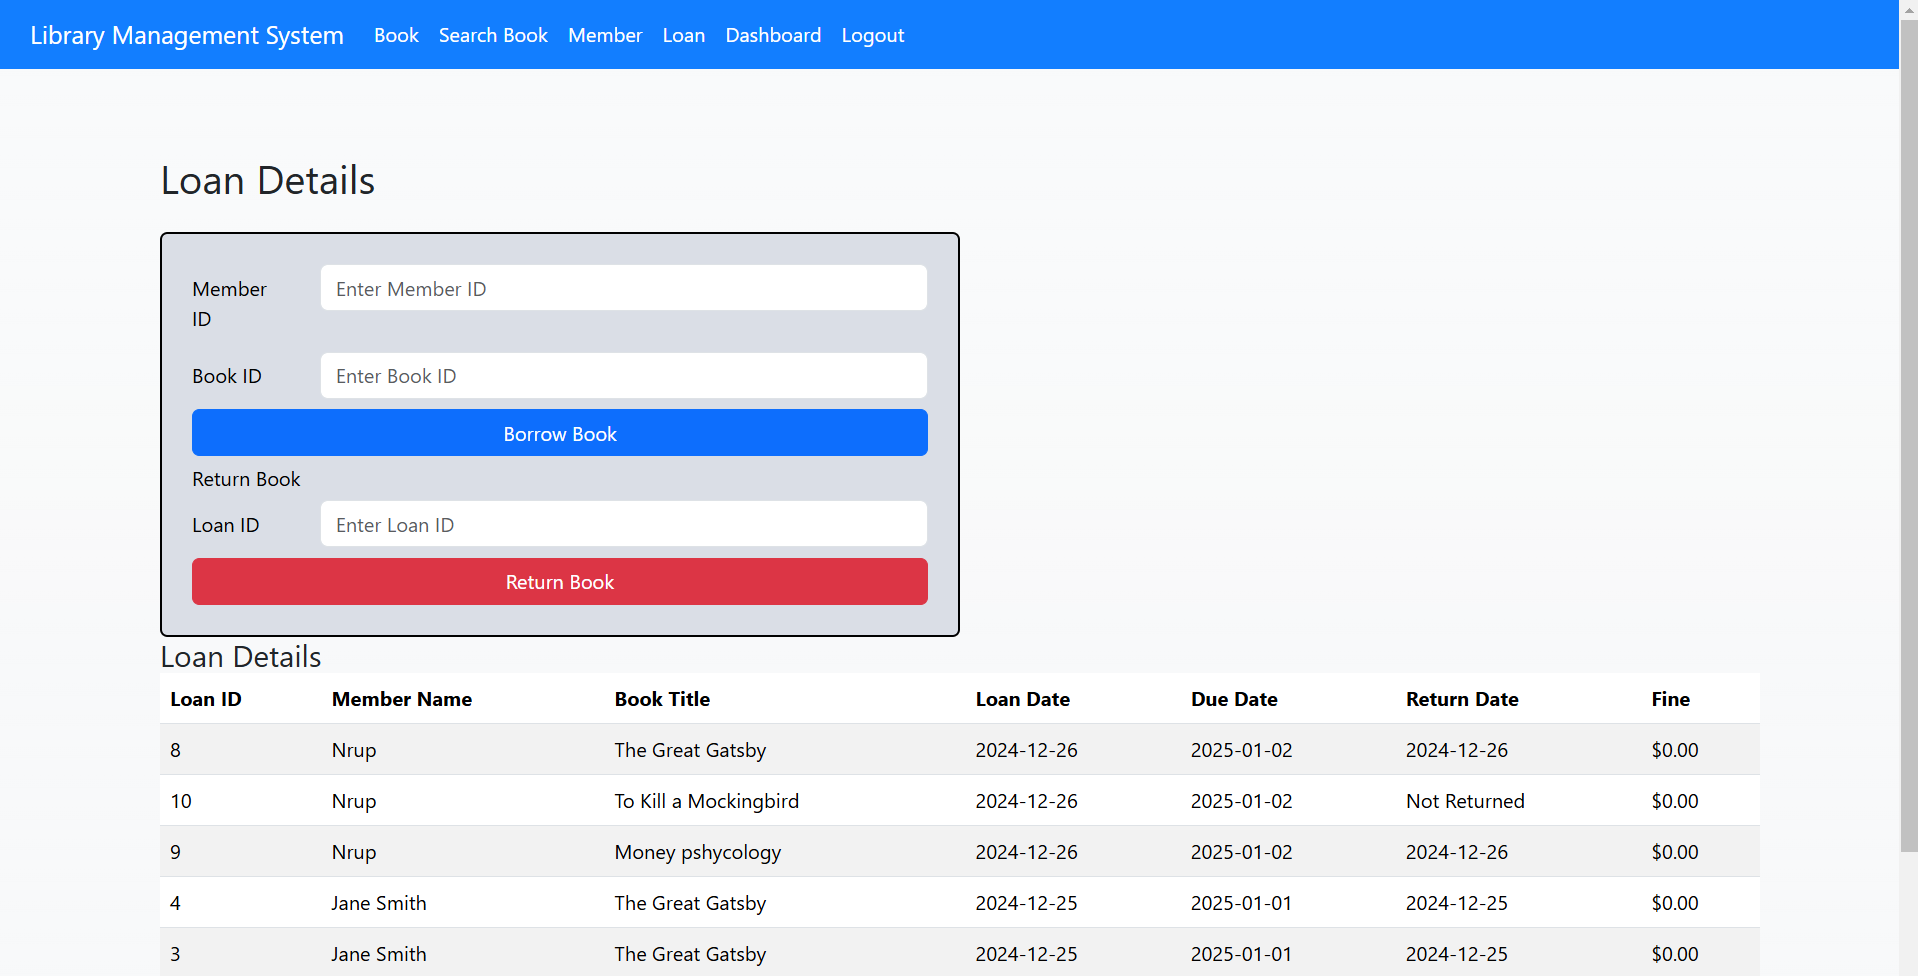 Library Management System Book Search Book Member Loan Dashboard Logout
Loan Details
Member ID Enter Member ID
Book ID Enter Book ID
Borrow Book
Return Book
Loan ID Enter Loan ID
Return Book
Loan Details
Loan ID Member Name Book Title Loan Date Due Date Return Date Fine
8 Nrup The Great Gatsby 2024-12-26 2025-01-02 2024-12-26 $0.00
10 Nrup To Kill a Mockingbird 2024-12-26 2025-01-02 Not Returned $0.00
9 Nrup Money pshycology 2024-12-26 2025-01-02 2024-12-26 $0.00
4 Jane Smith The Great Gatsby 2024-12-25 2025-01-01 2024-12-25 $0.00
3 Jane Smith The Great Gatsby 2024-12-25 2025-01-01 2024-12-25 $0.00